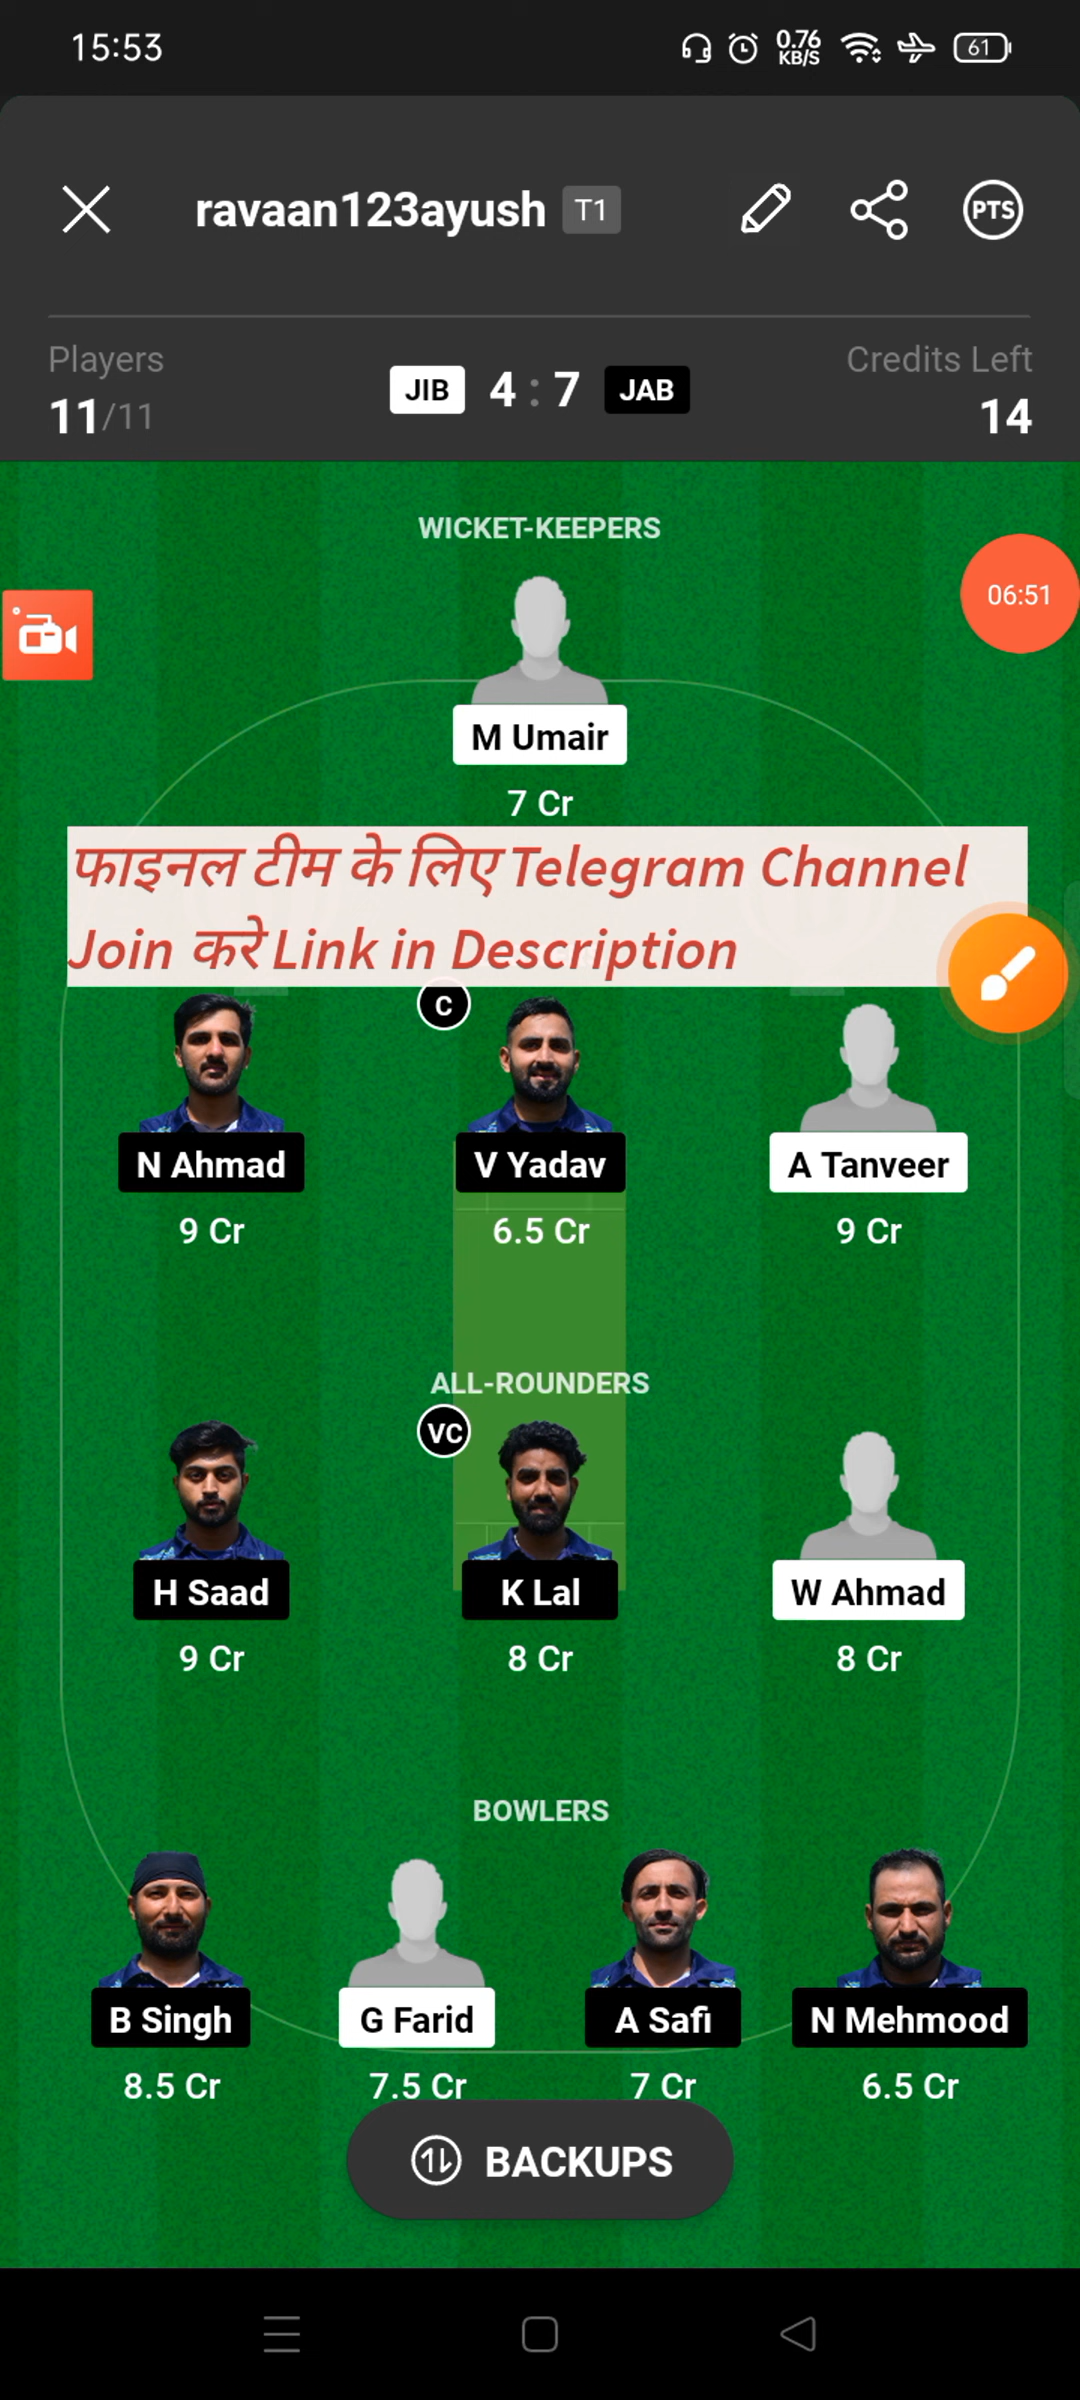 15:53
0.76
KB/S
61
ravaan123ayush T1
PTS
Players
Credits Left
11/11
JIB 4 : 7 JAB
14
WICKET-KEEPERS
06:51
M Umair
7 Cr
फाइनल टीम के लिए Telegram Channel
Join करे Link in Description
C
N Ahmad
V Yadav
A Tanveer
9 Cr
6.5 Cr
9 Cr
ALL-ROUNDERS
VC
H Saad
K Lal
W Ahmad
9 Cr
8 Cr
8 Cr
BOWLERS
B Singh
G Farid
A Safi
N Mehmood
8.5 Cr
7.5 Cr
7 Cr
6.5 Cr
BACKUPS